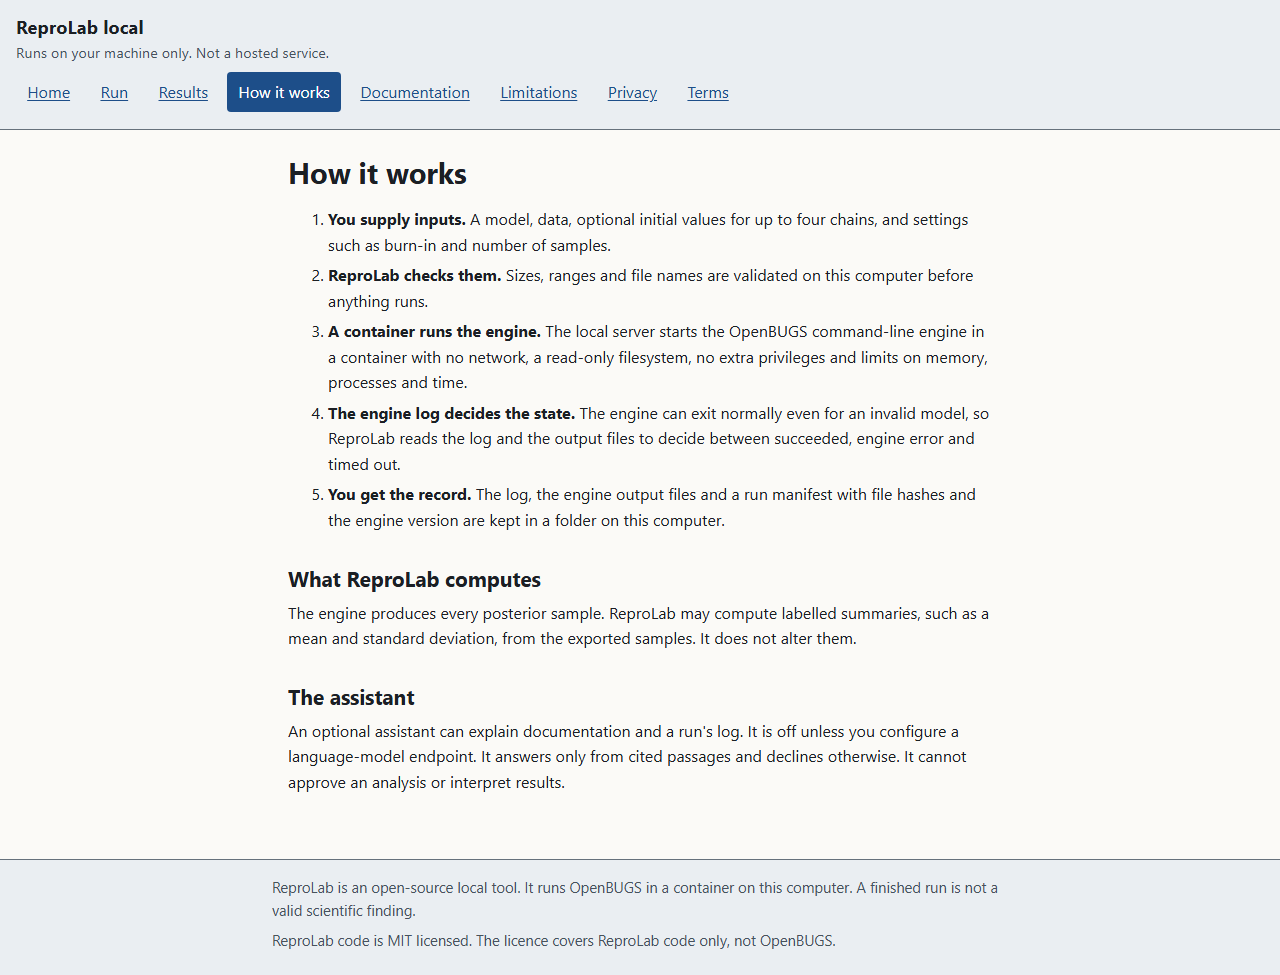 ReproLab local
Runs on your machine only. Not a hosted service.
Home Run Results How it works Documentation Limitations Privacy Terms
How it works
1. You supply inputs. A model, data, optional initial values for up to four chains, and settings
such as burn-in and number of samples.
2. ReproLab checks them. Sizes, ranges and file names are validated on this computer before
anything runs.
3. A container runs the engine. The local server starts the OpenBUGS command-line engine in
a container with no network, a read-only filesystem, no extra privileges and limits on memory,
processes and time.
4. The engine log decides the state. The engine can exit normally even for an invalid model, so
ReproLab reads the log and the output files to decide between succeeded, engine error and
timed out.
5. You get the record. The log, the engine output files and a run manifest with file hashes and
the engine version are kept in a folder on this computer.
What ReproLab computes
The engine produces every posterior sample. ReproLab may compute labelled summaries, such as a
mean and standard deviation, from the exported samples. It does not alter them.
The assistant
An optional assistant can explain documentation and a run's log. It is off unless you configure a
language-model endpoint. It answers only from cited passages and declines otherwise. It cannot
approve an analysis or interpret results.
ReproLab is an open-source local tool. It runs OpenBUGS in a container on this computer. A finished run is not a
valid scientific finding.
ReproLab code is MIT licensed. The licence covers ReproLab code only, not OpenBUGS.